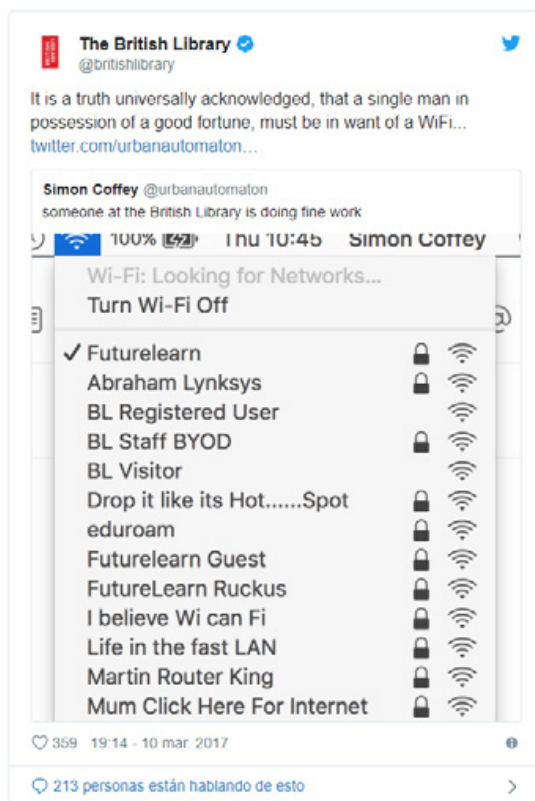 The British Library
@britishlibrary
It is a truth universally acknowledged, that a single man in
possession of a good fortune, must be in want of a WiFi...
twitter.com/urbanautomaton...
Simon Coffey @urbanautomaton
someone at the British Library is doing fine work
100% Thu 10:45 Simon Coffey
Wi-Fi: Looking for Networks...
Turn Wi-Fi Off
@
✓ Futurelearn
Abraham Lynksys
BL Registered User
BL Staff BYOD
BL Visitor
Drop it like its Hot......Spot
eduroam
Futurelearn Guest
FutureLearn Ruckus
I believe Wi can Fi
Life in the fast LAN
Martin Router King
Mum Click Here For Internet
359 19:14 - 10 mar. 2017
213 personas están hablando de esto